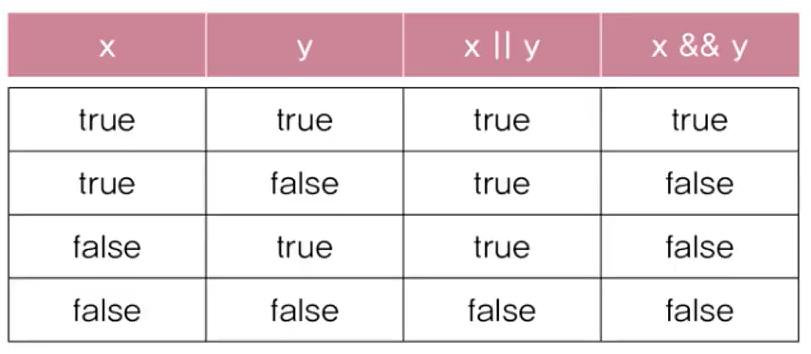 x y x || y x && y
true true true true
true false true false
false true true false
false false false false